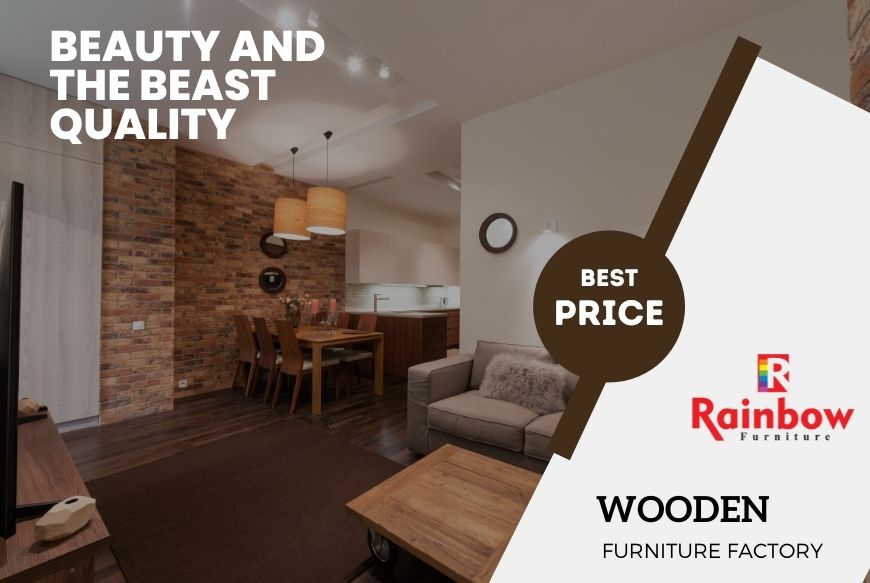 BEAUTY AND
THE BEAST
QUALITY
BEST
PRICE
R
Rainbow
Furniture
WOODEN
FURNITURE FACTORY